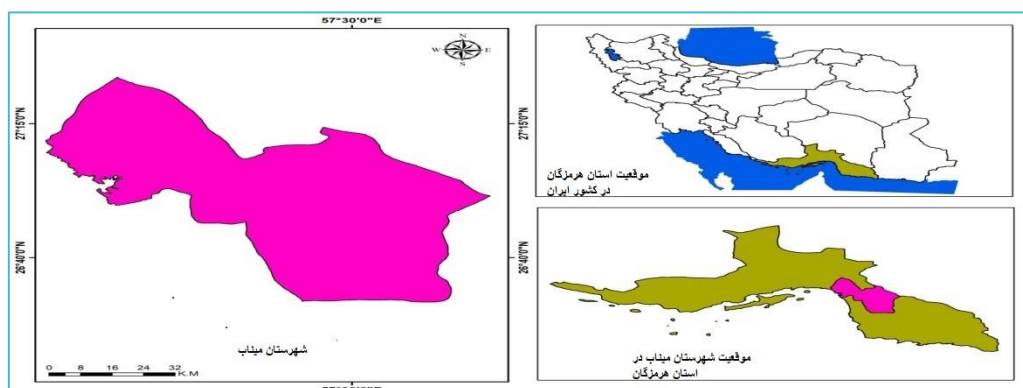 57°30'0"E
N
W E
S
27°15'0"N
27°15'0"N
26°40'0"N
26°40'0"N
شهرستان میناب
0 4 8 16 24 32
K.M
موقعیت استان هرمزگان
در کشور ایران
موقعیت شهرستان میناب در
استان هرمزگان